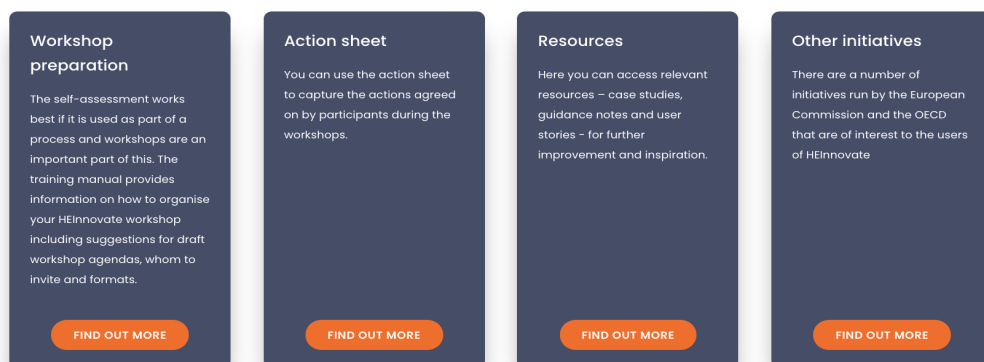 Workshop
preparation
The self-assessment works
best if it is used as part of a
process and workshops are an
important part of this. The
training manual provides
information on how to organise
your HEInnovate workshop
including suggestions for draft
workshop agendas, whom to
invite and formats.
FIND OUT MORE
Action sheet
You can use the action sheet
to capture the actions agreed
on by participants during the
workshops.
FIND OUT MORE
Resources
Here you can access relevant
resources – case studies,
guidance notes and user
stories - for further
improvement and inspiration.
FIND OUT MORE
Other initiatives
There are a number of
initiatives run by the European
Commission and the OECD
that are of interest to the users
of HEInnovate
FIND OUT MORE